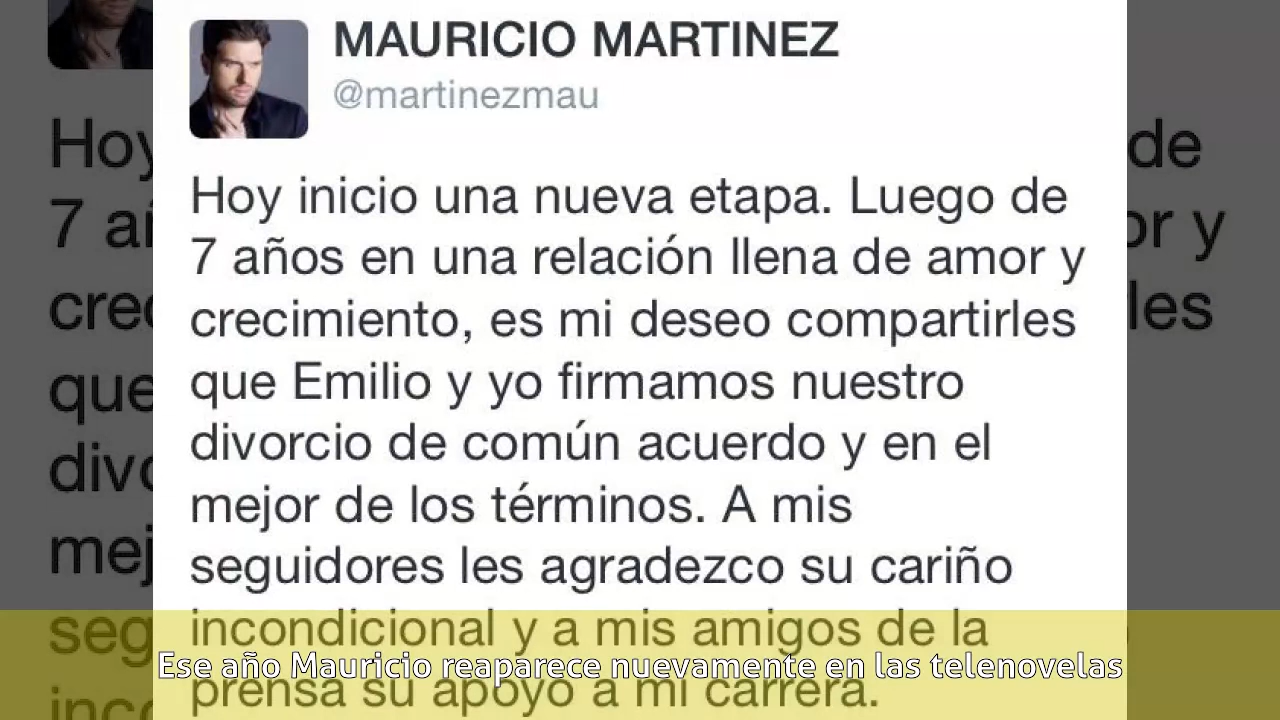 MAURICIO MARTINEZ
@martinezmau
Hoy inicio una nueva etapa. Luego de
7 años en una relación llena de amor y
crecimiento, es mi deseo compartirles
que Emilio y yo firmamos nuestro
divorcio de común acuerdo y en el
mejor de los términos. A mis
seguidores les agradezco su cariño
incondicional y a mis amigos de la
prensa su apoyo a mi carrera.
Ese año Mauricio reaparece nuevamente en las telenovelas